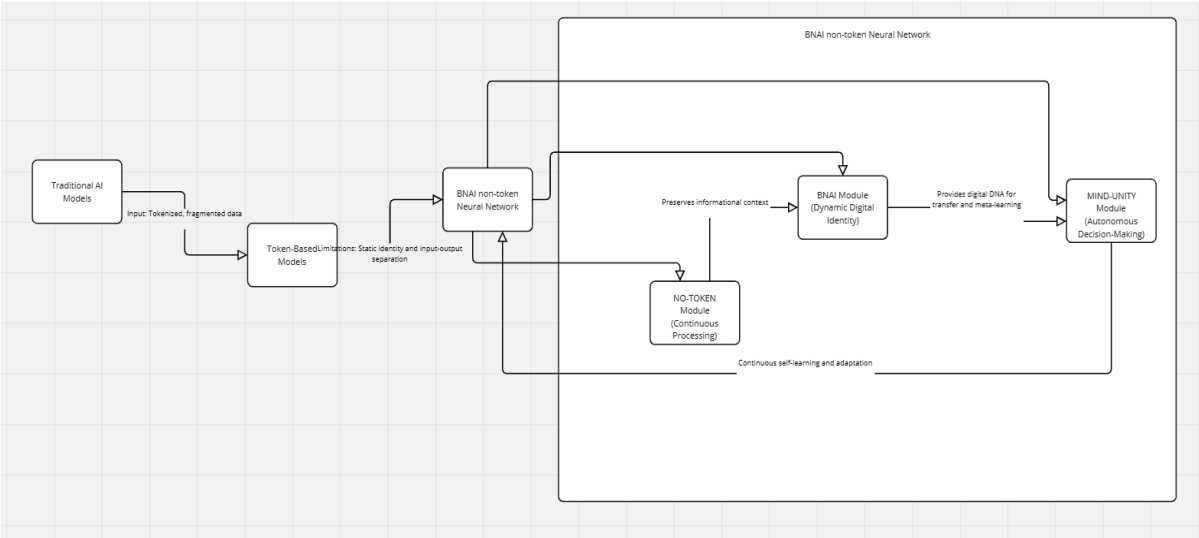 BNAI non-token Neural Network
Traditional AI
Models
Input: Tokenized, fragmented data
Token-Based
Models
Limitations: Static identity and input-output
separation
BNAI non-token
Neural Network
Preserves informational context
NO-TOKEN
Module
(Continuous
Processing)
BNAI Module
(Dynamic Digital
Identity)
Provides digital DNA for
transfer and meta-learning
MIND-UNITY
Module
(Autonomous
Decision-Making)
Continuous self-learning and adaptation